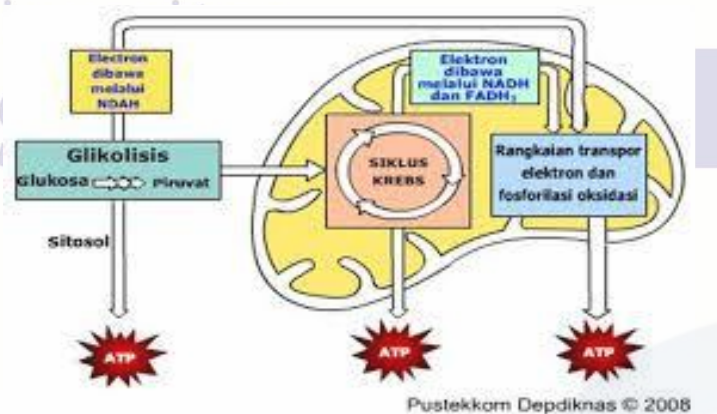 Electron
dibawa
melalui
NDAH
Elektron
dibawa
melalui NADH
dan FADH₂
Glikolisis
Glukosa Piruvat
SIKLUS
KREBS
Rangkaian transpor
elektron dan
fosforilasi oksidasi
Sitosol
ATP
ATP
ATP
Pustekkom Depdiknas © 2008